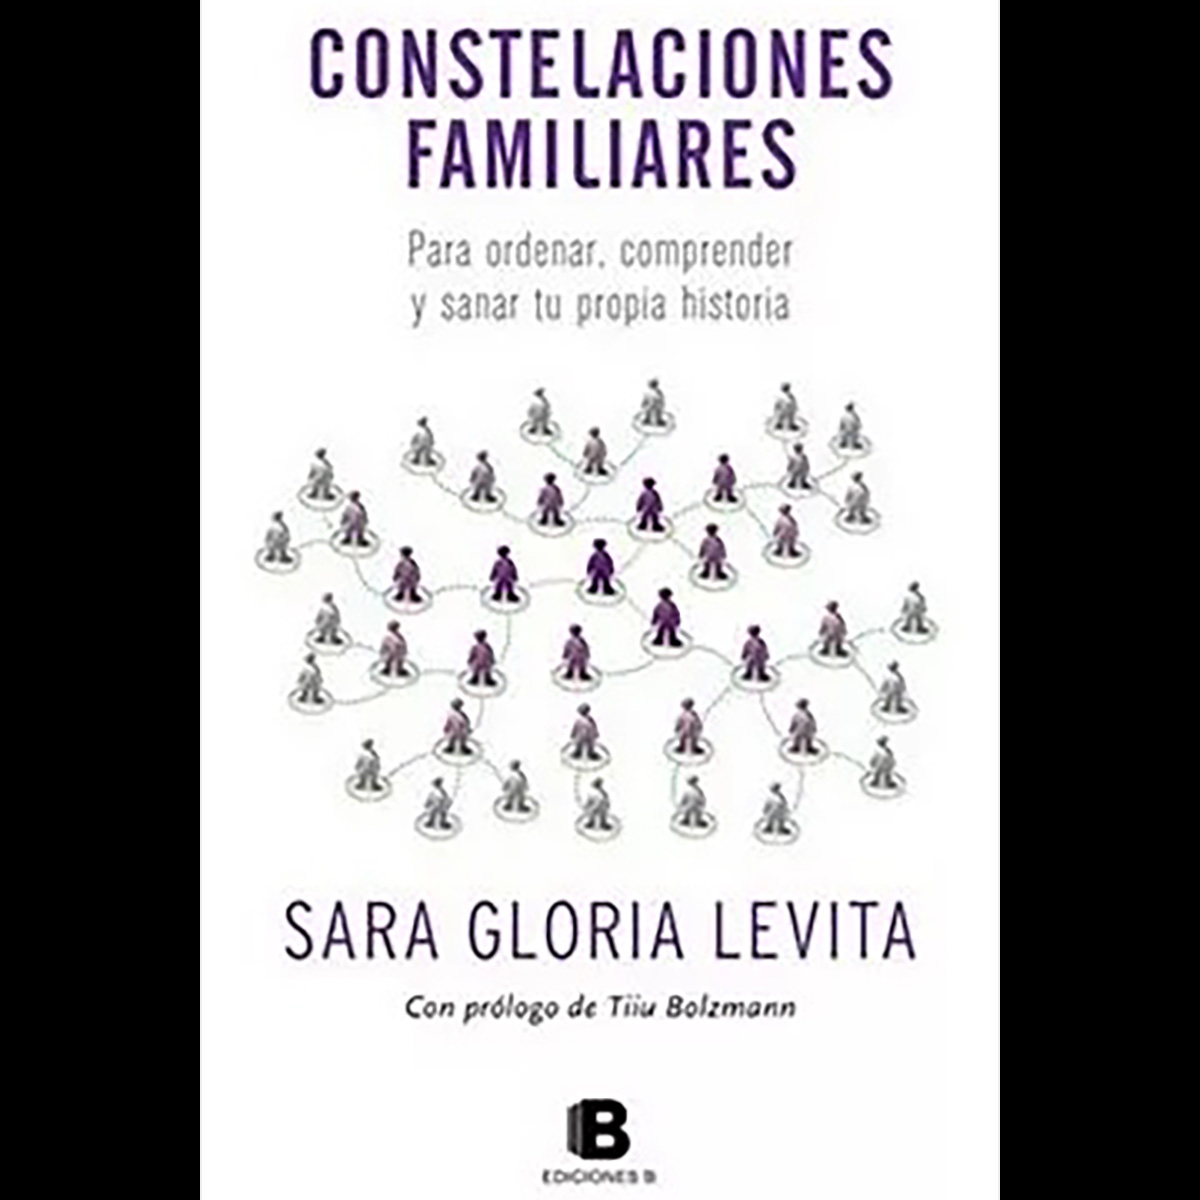 CONSTELACIONES
FAMILIARES
Para ordenar, comprender
y sanar tu propia historia
SARA GLORIA LEVITA
Con prólogo de Tiiu Bolzmann
B
EDICIONES B